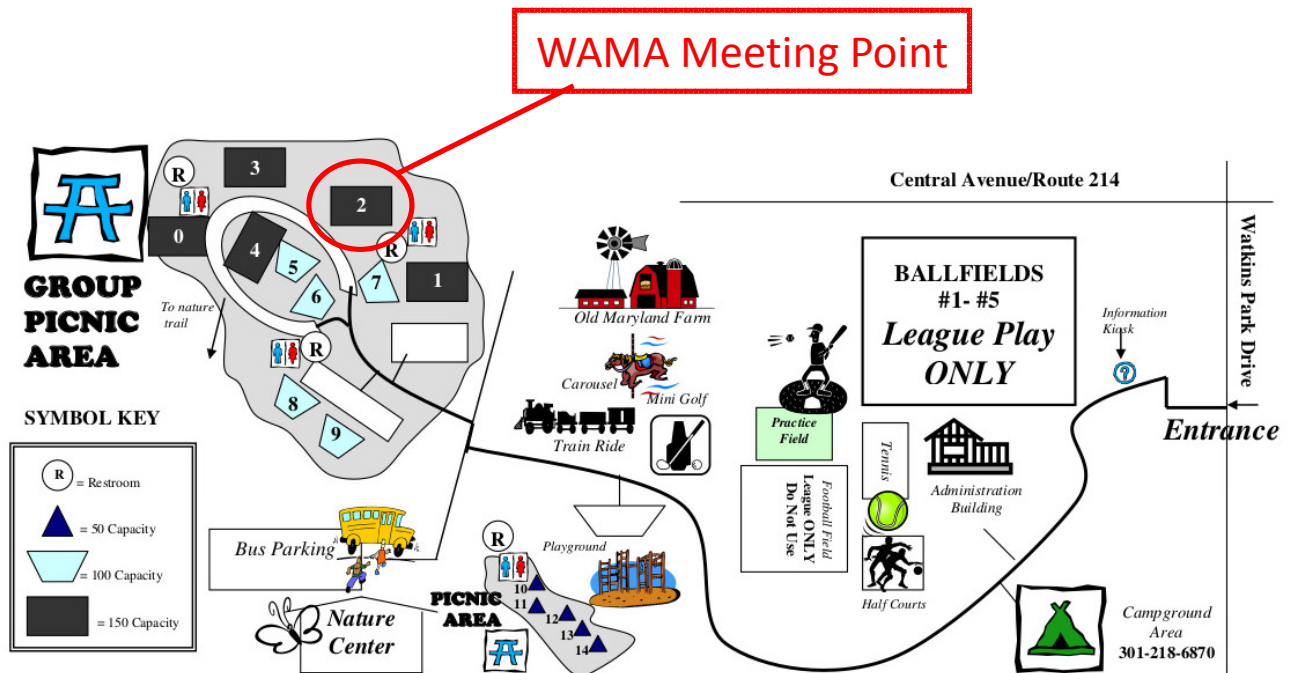 WAMA Meeting Point
Central Avenue/Route 214
Watkins Park Drive
R
3
2
0
4
5
R
6
7
1
GROUP
PICNIC
AREA
To nature
trail
R
8
9
Old Maryland Farm
Carousel
Mini Golf
Train Ride
BALLFIELDS
#1- #5
League Play
ONLY
Information
Kiosk
?
Entrance
Practice
Field
Tennis
Football Field
League ONLY
Do Not Use
Administration
Building
Half Courts
SYMBOL KEY
R = Restroom
= 50 Capacity
= 100 Capacity
= 150 Capacity
Bus Parking
Nature
Center
R
Playground
PICNIC
AREA
10
11
12
13
14
Campground
Area
301-218-6870